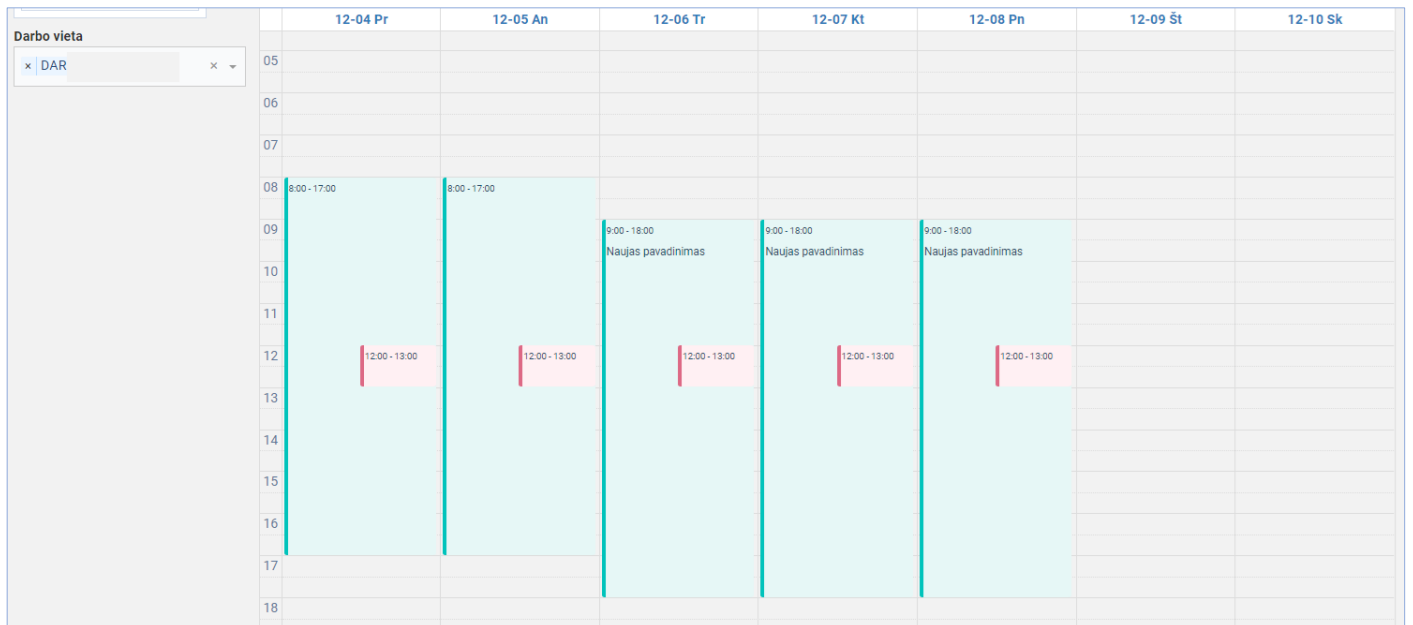 12-04 Pr 12-05 An 12-06 Tr 12-07 Kt 12-08 Pn 12-09 Št 12-10 Sk
Darbo vieta
× DAR ×
05
06
07
08 8:00 - 17:00 8:00 - 17:00
09 9:00 - 18:00 9:00 - 18:00 9:00 - 18:00
Naujas pavadinimas Naujas pavadinimas Naujas pavadinimas
10
11
12 12:00 - 13:00 12:00 - 13:00 12:00 - 13:00 12:00 - 13:00 12:00 - 13:00
13
14
15
16
17
18